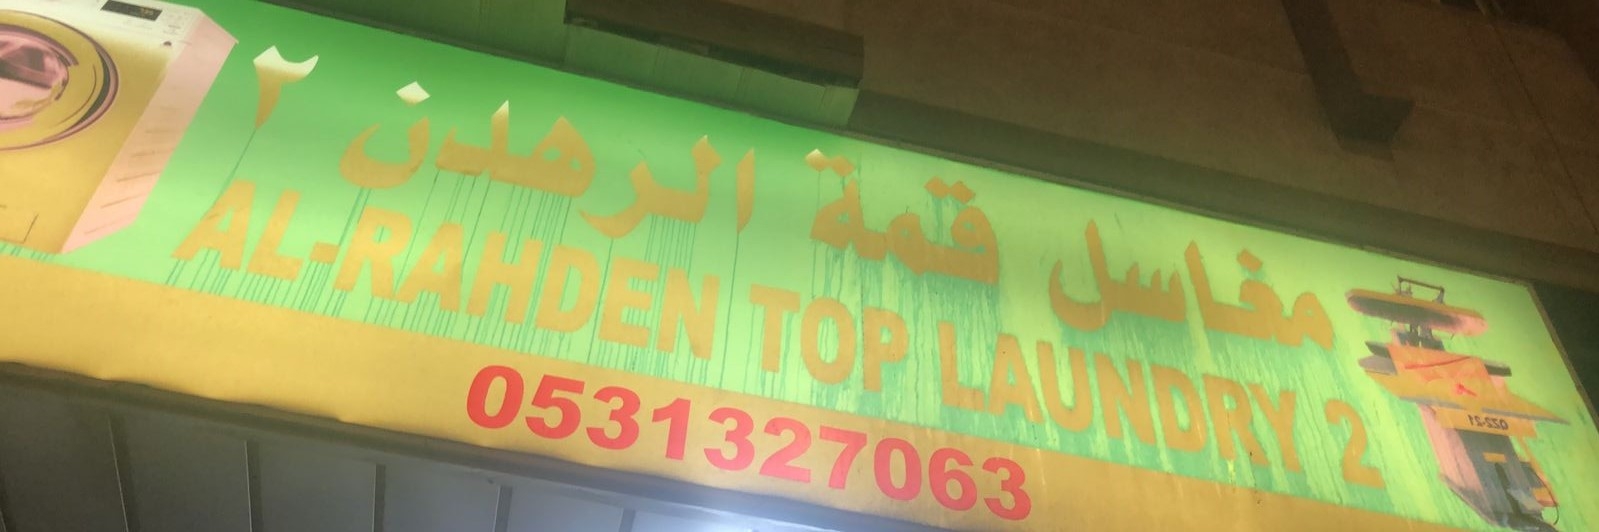 مغاسل قمة الرهدن ٢
AL-RAHDEN TOP LAUNDRY 2
0531327063